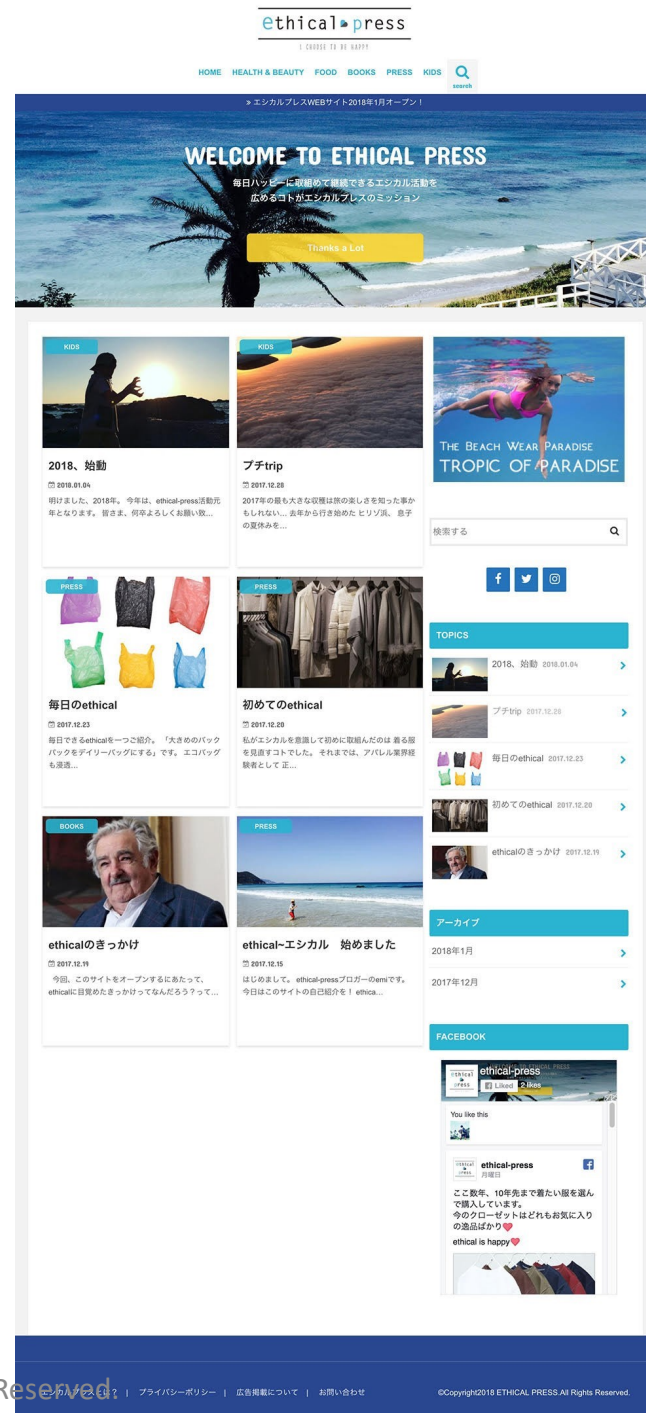 ethical press
I CHOOSE TO BE HAPPY
HOME HEALTH & BEAUTY FOOD BOOKS PRESS KIDS search
» エシカルプレスWEBサイト2018年1月オープン！
WELCOME TO ETHICAL PRESS
毎日ハッピーに取組めて継続できるエシカル活動を
広めるコトがエシカルプレスのミッション
Thanks a Lot
KIDS
2018、始動
2018.01.04
明けました、2018年。 今年は、ethical-press活動元
年となります。 皆さま、何卒よろしくお願い致…
KIDS
プチtrip
2017.12.28
2017年の最も大きな収穫は旅の楽しさを知った事か
もしれない… 去年から行き始めた ヒリゾ浜、 息子
の夏休みを…
PRESS
毎日のethical
2017.12.23
毎日できるethicalを一つご紹介。 「大きめのバック
パックをデイリーバッグにする」です。 エコバッグ
も浸透…
PRESS
初めてのethical
2017.12.20
私がエシカルを意識して初めに取組んだのは 着る服
を見直すコトでした。 それまでは、アパレル業界経
験者として 正…
BOOKS
ethicalのきっかけ
2017.12.19
今回、このサイトをオープンするにあたって、
ethicalに目覚めたきっかけってなんだろう？って…
PRESS
ethical~エシカル 始めました
2017.12.15
はじめまして。 ethical-pressブロガーのemiです。
今日はこのサイトの自己紹介を！ ethica…
THE BEACH WEAR PARADISE
TROPIC OF PARADISE
検索する
TOPICS
2018、始動 2018.01.04
プチtrip 2017.12.28
毎日のethical 2017.12.23
初めてのethical 2017.12.20
ethicalのきっかけ 2017.12.19
アーカイブ
2018年1月
2017年12月
FACEBOOK
ethical press
ethical-press
Liked 2 likes
You like this
ethical press
ethical-press
月曜日
ここ数年、10年先まで着たい服を選ん
で購入しています。
今のクローゼットはどれもお気に入り
の逸品ばかり💖
ethical is happy💖
Reserved.
エシカルプレスとは？ | プライバシーポリシー | 広告掲載について | お問い合わせ
©Copyright2018 ETHICAL PRESS.All Rights Reserved.